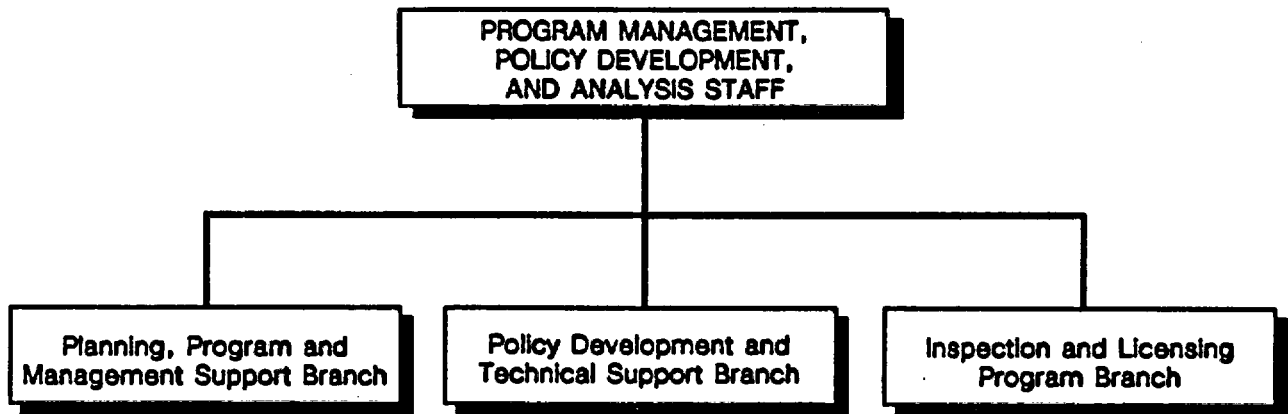 PROGRAM MANAGEMENT,
POLICY DEVELOPMENT,
AND ANALYSIS STAFF
Planning, Program and
Management Support Branch
Policy Development and
Technical Support Branch
Inspection and Licensing
Program Branch